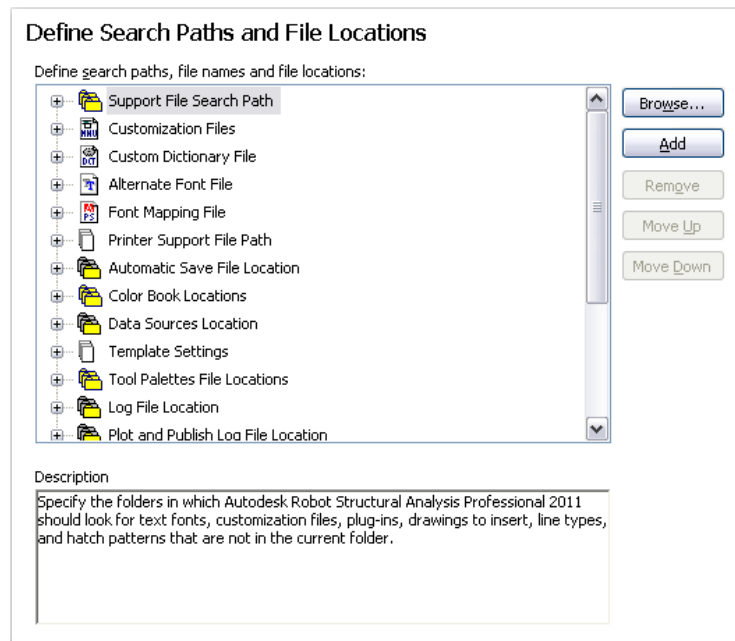 Define Search Paths and File Locations
Define search paths, file names and file locations:
Support File Search Path
Customization Files
Custom Dictionary File
Alternate Font File
Font Mapping File
Printer Support File Path
Automatic Save File Location
Color Book Locations
Data Sources Location
Template Settings
Tool Palettes File Locations
Log File Location
Plot and Publish Log File Location
Browse...
Add
Remove
Move Up
Move Down
Description
Specify the folders in which Autodesk Robot Structural Analysis Professional 2011
should look for text fonts, customization files, plug-ins, drawings to insert, line types,
and hatch patterns that are not in the current folder.